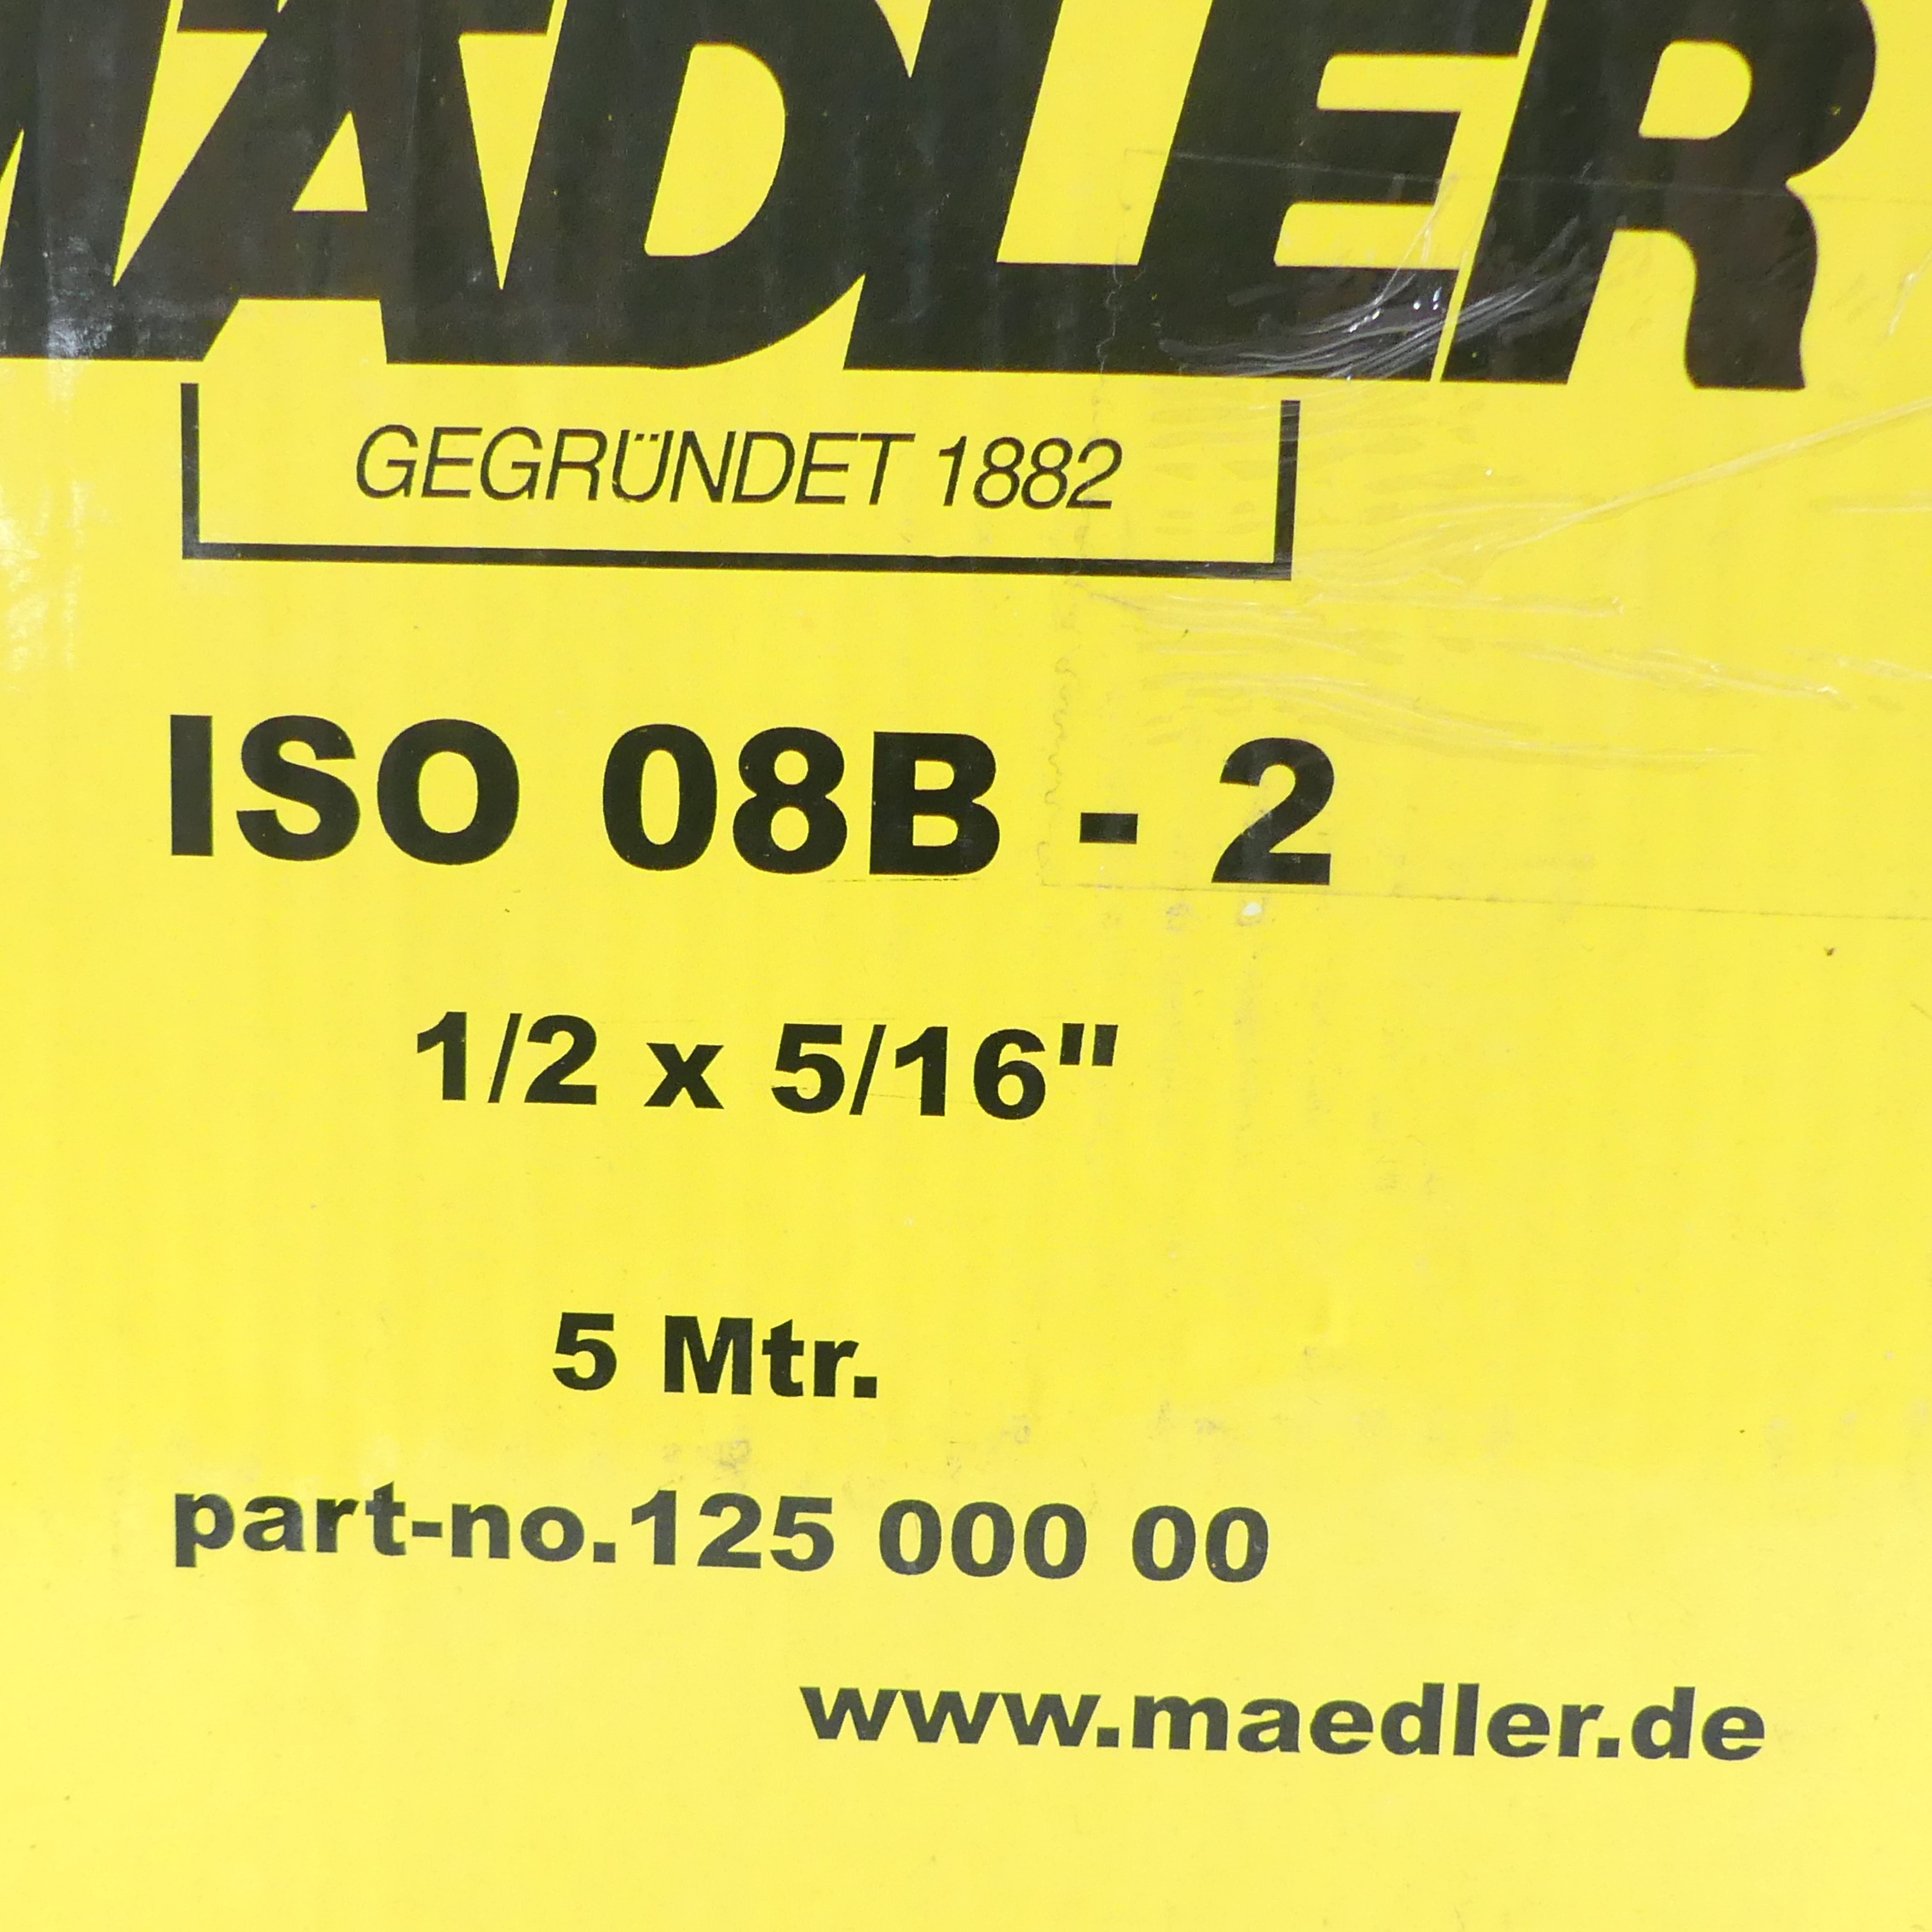 MÄDLER
GEGRÜNDET 1882
ISO 08B - 2
1/2 x 5/16"
5 Mtr.
part-no.125 000 00
www.maedler.de